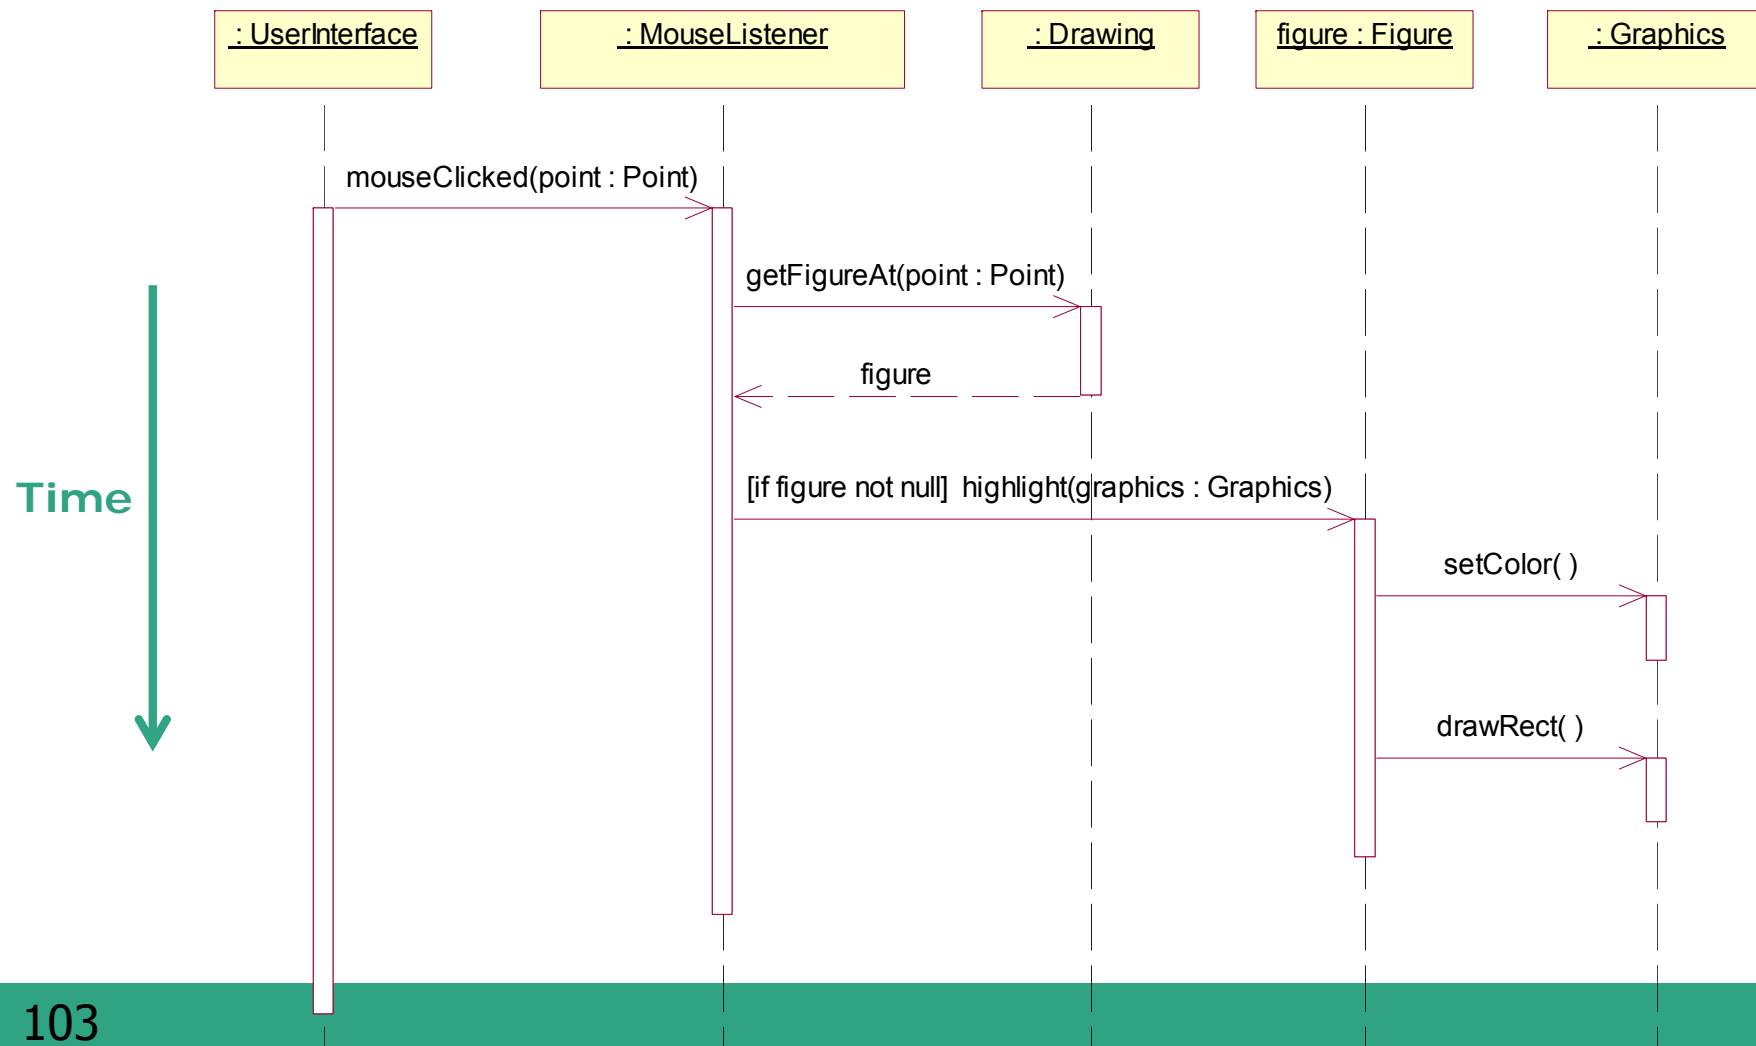 : UserInterface
: MouseListener
: Drawing
figure : Figure
: Graphics
mouseClicked(point : Point)
getFigureAt(point : Point)
figure
Time
[if figure not null]  highlight(graphics : Graphics)
setColor( )
drawRect( )
103